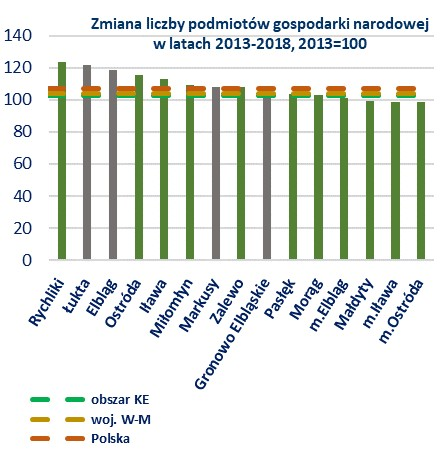 Zmiana liczby podmiotów gospodarki narodowej
w latach 2013-2018, 2013=100
140
120
100
80
60
40
20
0
Rychliki
Łukta
Elbląg
Ostróda
Iława
Miłomłyn
Markusy
Zalewo
Gronowo Elbląskie
Pasłęk
Morąg
m.Elbląg
Małdyty
m.Iława
m.Ostróda
obszar KE
woj. W-M
Polska